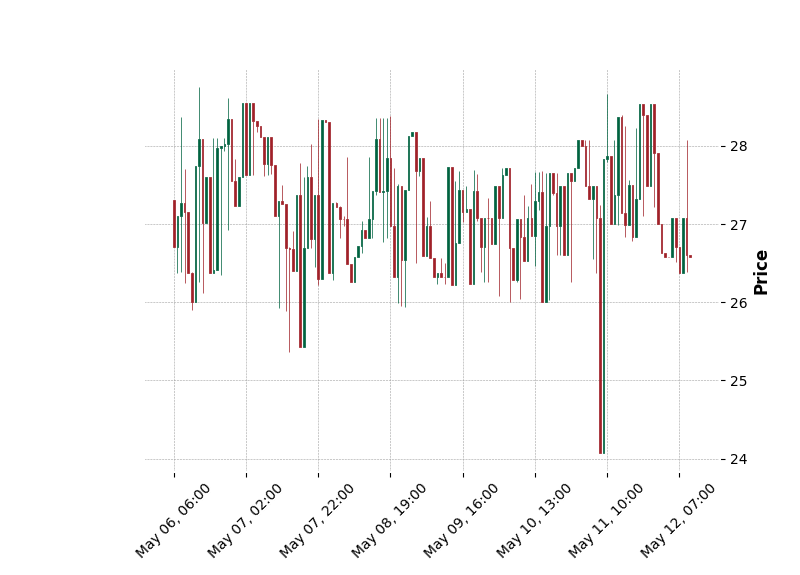 28
27
26
25
24
Price
May 06, 06:00
May 07, 02:00
May 07, 22:00
May 08, 19:00
May 09, 16:00
May 10, 13:00
May 11, 10:00
May 12, 07:00